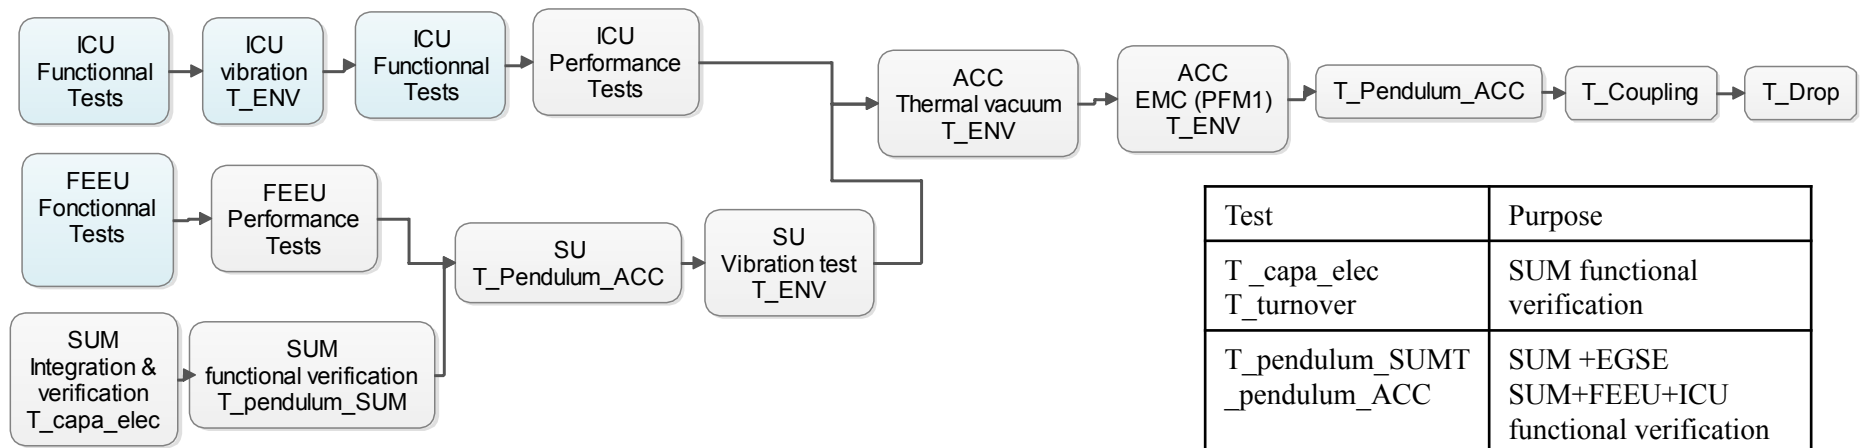 ICU
Functionnal
Tests
ICU
vibration
T_ENV
ICU
Functionnal
Tests
ICU
Performance
Tests
ACC
Thermal vacuum
T_ENV
ACC
EMC (PFM1)
T_ENV
T_Pendulum_ACC
T_Coupling
T_Drop
FEEU
Fonctionnal
Tests
FEEU
Performance
Tests
SU
T_Pendulum_ACC
SU
Vibration test
T_ENV
SUM
Integration &
verification
T_capa_elec
SUM
functional verification
T_pendulum_SUM
Test
Purpose
T _capa_elec
T_turnover
SUM functional
verification
T_pendulum_SUMT
_pendulum_ACC
SUM +EGSE
SUM+FEEU+ICU
functional verification